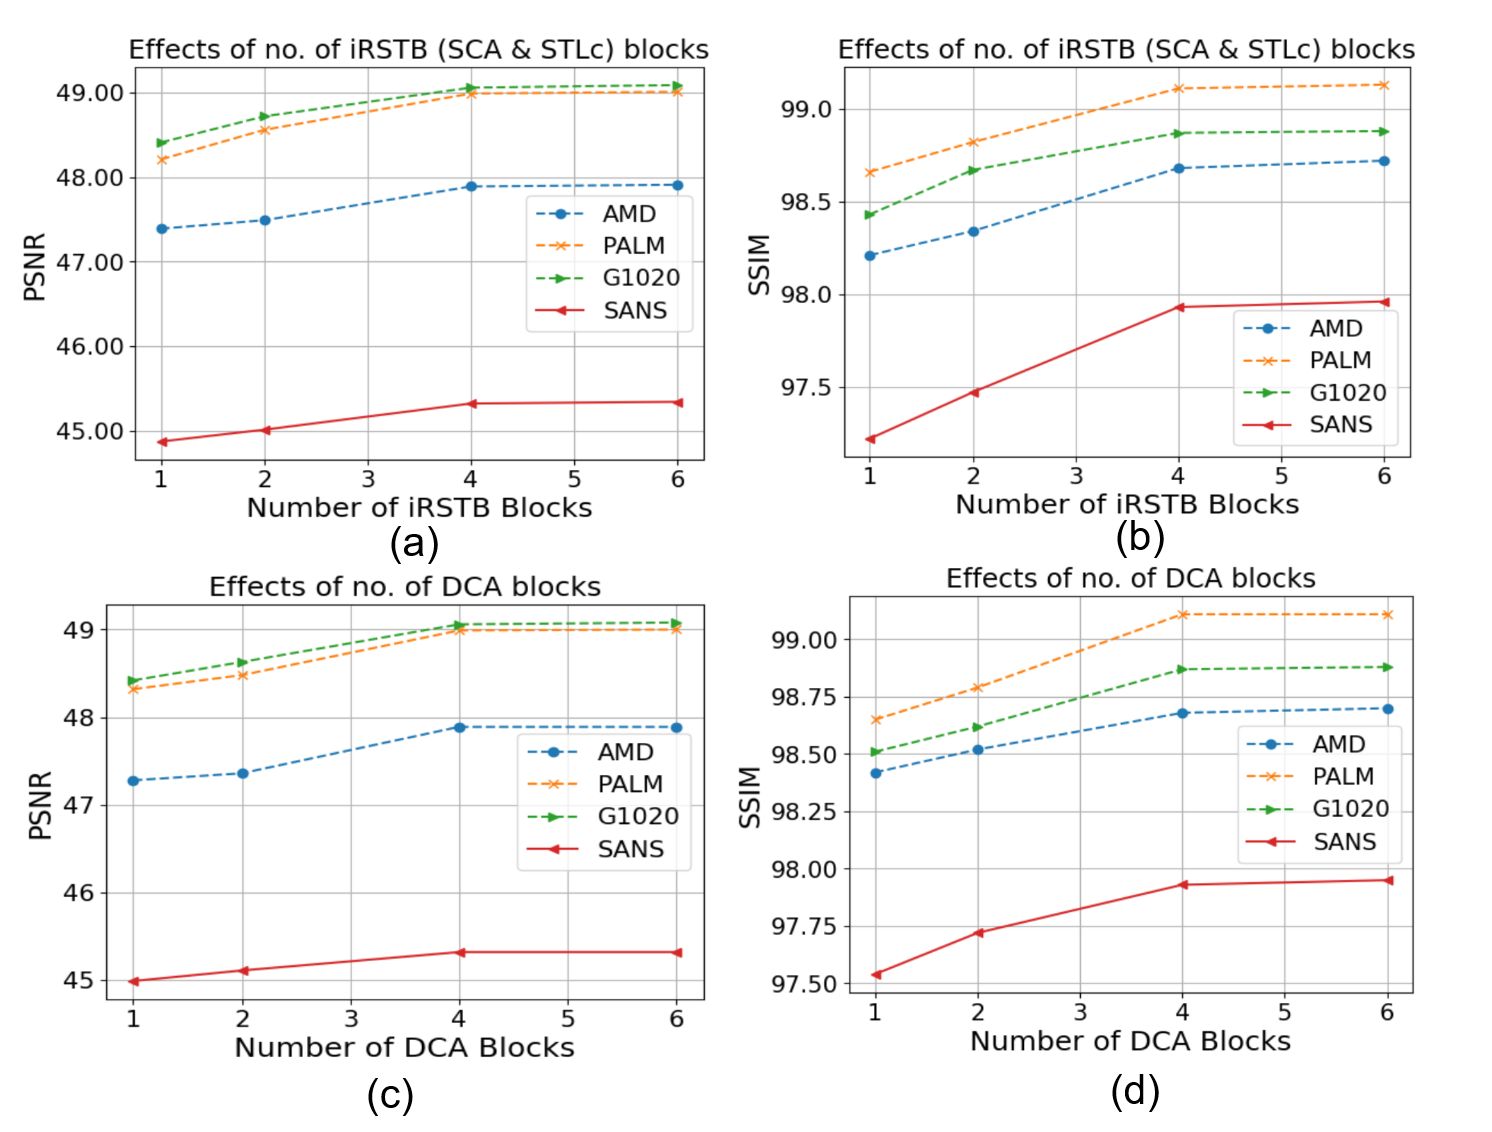 Effects of no. of iRSTB (SCA & STLc) blocks
PSNR
49.00
48.00
47.00
46.00
45.00
AMD
PALM
G1020
SANS
1 2 3 4 5 6
Number of iRSTB Blocks
(a)
Effects of no. of iRSTB (SCA & STLc) blocks
SSIM
99.0
98.5
98.0
97.5
AMD
PALM
G1020
SANS
1 2 3 4 5 6
Number of iRSTB Blocks
(b)
Effects of no. of DCA blocks
PSNR
49
48
47
46
45
AMD
PALM
G1020
SANS
1 2 3 4 5 6
Number of DCA Blocks
(c)
Effects of no. of DCA blocks
SSIM
99.00
98.75
98.50
98.25
98.00
97.75
97.50
AMD
PALM
G1020
SANS
1 2 3 4 5 6
Number of DCA Blocks
(d)